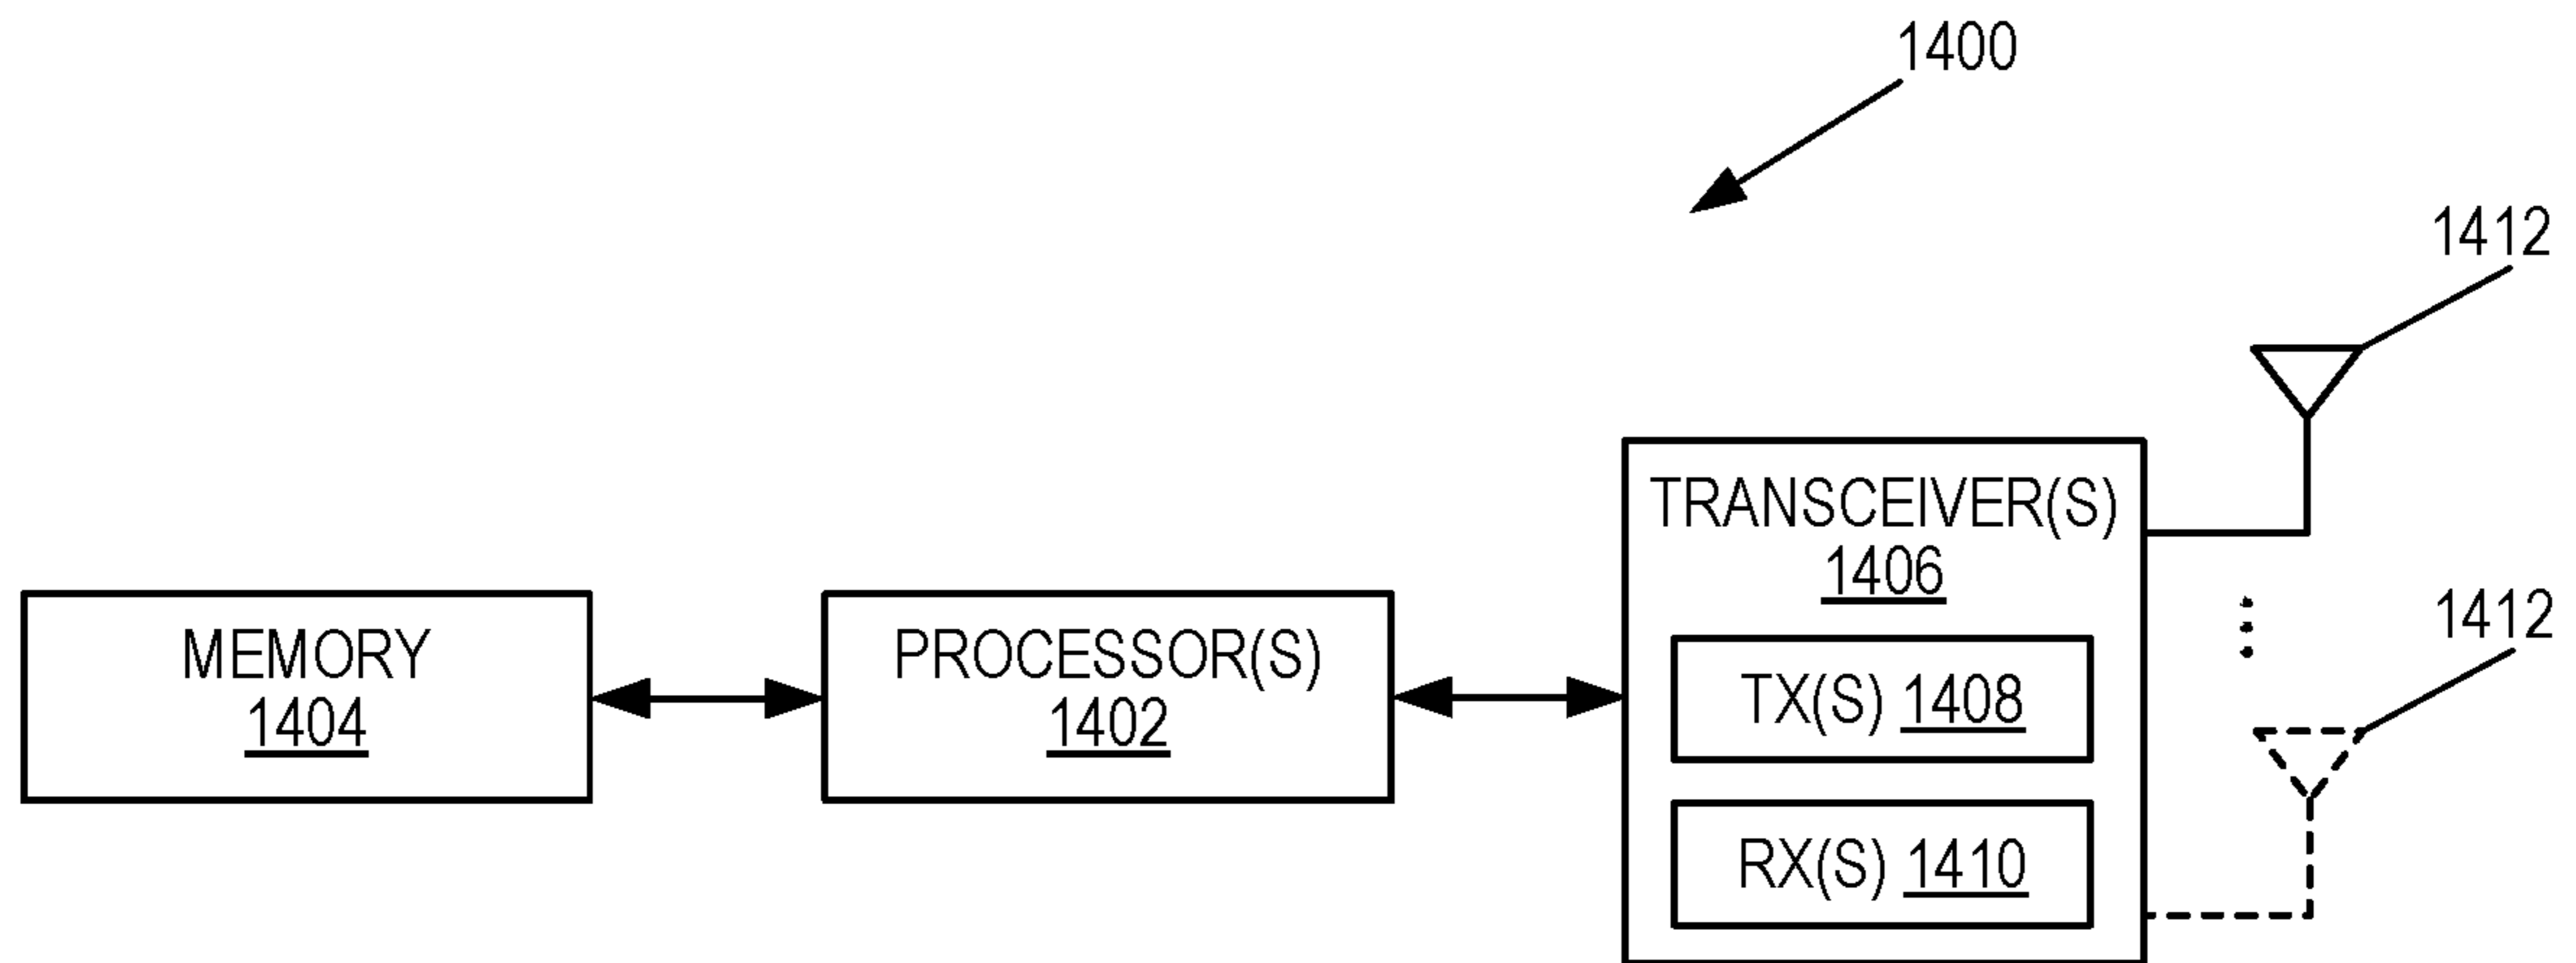 1400
1412
TRANSCEIVER(S)
1406
1412
MEMORY
1404
PROCESSOR(S)
1402
TX(S) 1408
RX(S) 1410